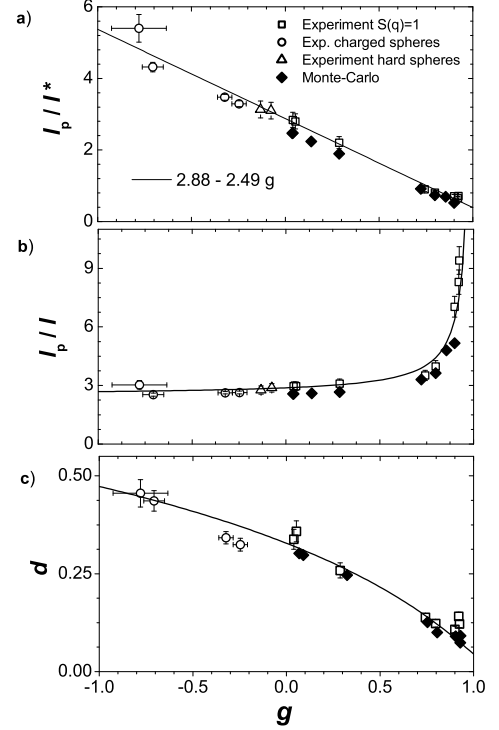 a)
6
4
2
0
l_p / l*
Experiment S(q)=1
Exp. charged spheres
Experiment hard spheres
Monte-Carlo
2.88 - 2.49 g
b)
9
6
3
0
l_p / l
c)
0.50
0.25
0.00
d
-1.0 -0.5 0.0 0.5 1.0
g